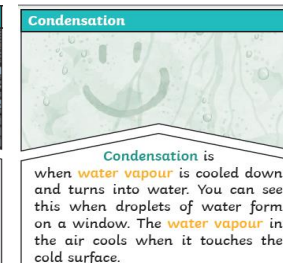 Condensation
Condensation is
when water vapour is cooled down
and turns into water. You can see
this when droplets of water form
on a window. The water vapour in
the air cools when it touches the
cold surface.